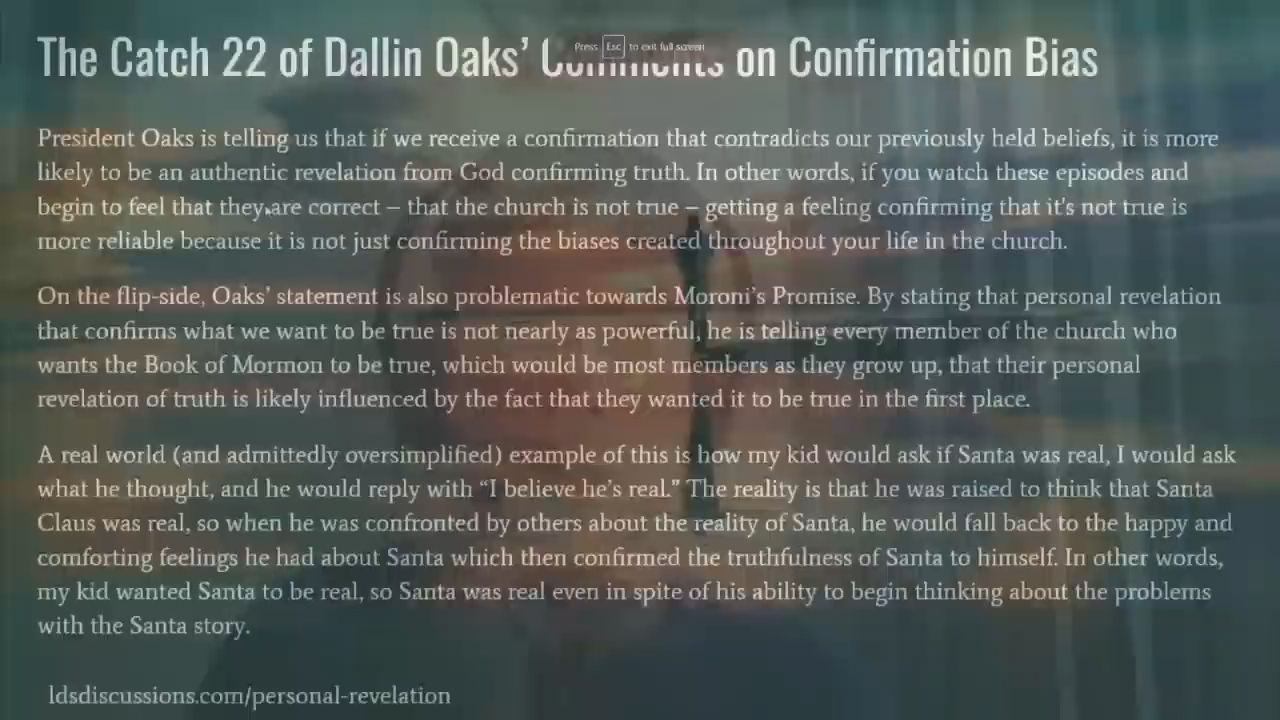 The Catch 22 of Dallin Oaks’ Comments on Confirmation Bias
Press Esc to exit full screen
President Oaks is telling us that if we receive a confirmation that contradicts our previously held beliefs, it is more
likely to be an authentic revelation from God confirming truth. In other words, if you watch these episodes and
begin to feel that they are correct – that the church is not true – getting a feeling confirming that it's not true is
more reliable because it is not just confirming the biases created throughout your life in the church.
On the flip-side, Oaks’ statement is also problematic towards Moroni’s Promise. By stating that personal revelation
that confirms what we want to be true is not nearly as powerful, he is telling every member of the church who
wants the Book of Mormon to be true, which would be most members as they grow up, that their personal
revelation of truth is likely influenced by the fact that they wanted it to be true in the first place.
A real world (and admittedly oversimplified) example of this is how my kid would ask if Santa was real, I would ask
what he thought, and he would reply with “I believe he’s real.” The reality is that he was raised to think that Santa
Claus was real, so when he was confronted by others about the reality of Santa, he would fall back to the happy and
comforting feelings he had about Santa which then confirmed the truthfulness of Santa to himself. In other words,
my kid wanted Santa to be real, so Santa was real even in spite of his ability to begin thinking about the problems
with the Santa story.
ldsdiscussions.com/personal-revelation